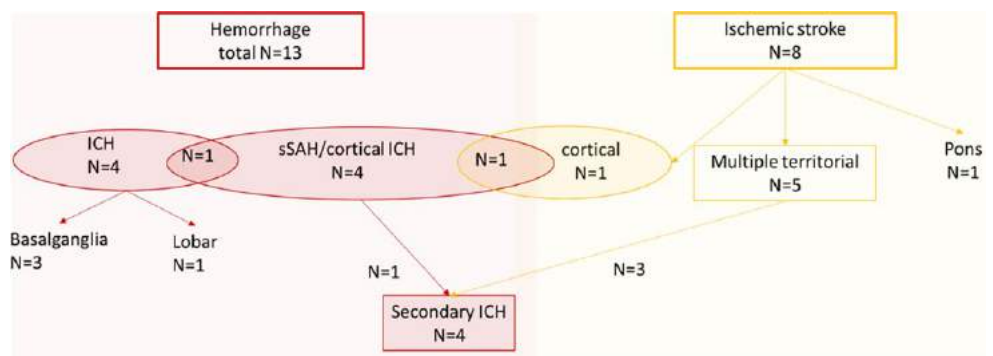 Hemorrhage
total N=13
Ischemic stroke
N=8
ICH
N=4
N=1
sSAH/cortical ICH
N=4
N=1
cortical
N=1
Multiple territorial
N=5
Pons
N=1
Basalganglia
N=3
Lobar
N=1
N=1
N=3
Secondary ICH
N=4